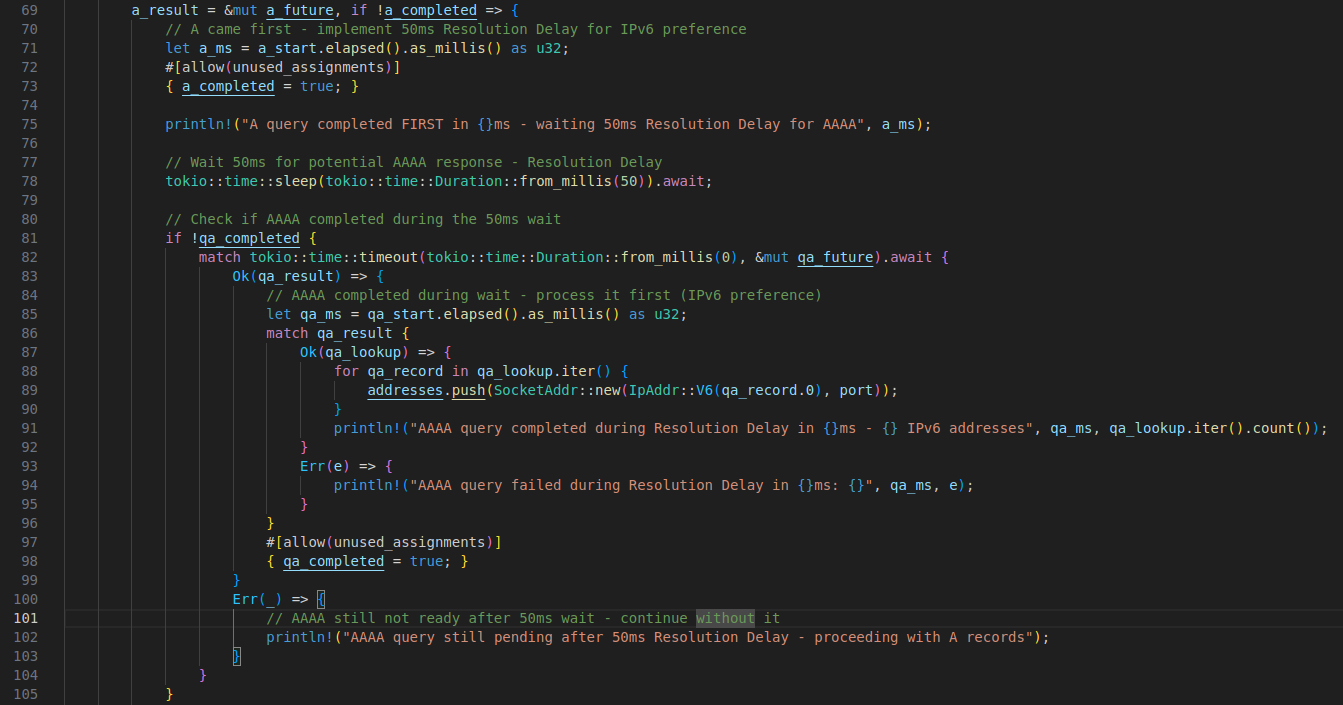 69 a_result = &mut a_future, if !a_completed => {
70 // A came first - implement 50ms Resolution Delay for IPv6 preference
71 let a_ms = a_start.elapsed().as_millis() as u32;
72 #[allow(unused_assignments)]
73 { a_completed = true; }
74
75 println!("A query completed FIRST in {}ms - waiting 50ms Resolution Delay for AAAA", a_ms);
76
77 // Wait 50ms for potential AAAA response - Resolution Delay
78 tokio::time::sleep(tokio::time::Duration::from_millis(50)).await;
79
80 // Check if AAAA completed during the 50ms wait
81 if !qa_completed {
82 match tokio::time::timeout(tokio::time::Duration::from_millis(0), &mut qa_future).await {
83 Ok(qa_result) => {
84 // AAAA completed during wait - process it first (IPv6 preference)
85 let qa_ms = qa_start.elapsed().as_millis() as u32;
86 match qa_result {
87 Ok(qa_lookup) => {
88 for qa_record in qa_lookup.iter() {
89 addresses.push(SocketAddr::new(IpAddr::V6(qa_record.0), port));
90 }
91 println!("AAAA query completed during Resolution Delay in {}ms - {} IPv6 addresses", qa_ms, qa_lookup.iter().count());
92 }
93 Err(e) => {
94 println!("AAAA query failed during Resolution Delay in {}ms: {}", qa_ms, e);
95 }
96 }
97 #[allow(unused_assignments)]
98 { qa_completed = true; }
99 }
100 Err(_) => {
101 // AAAA still not ready after 50ms wait - continue without it
102 println!("AAAA query still pending after 50ms Resolution Delay - proceeding with A records");
103 }
104 }
105 }